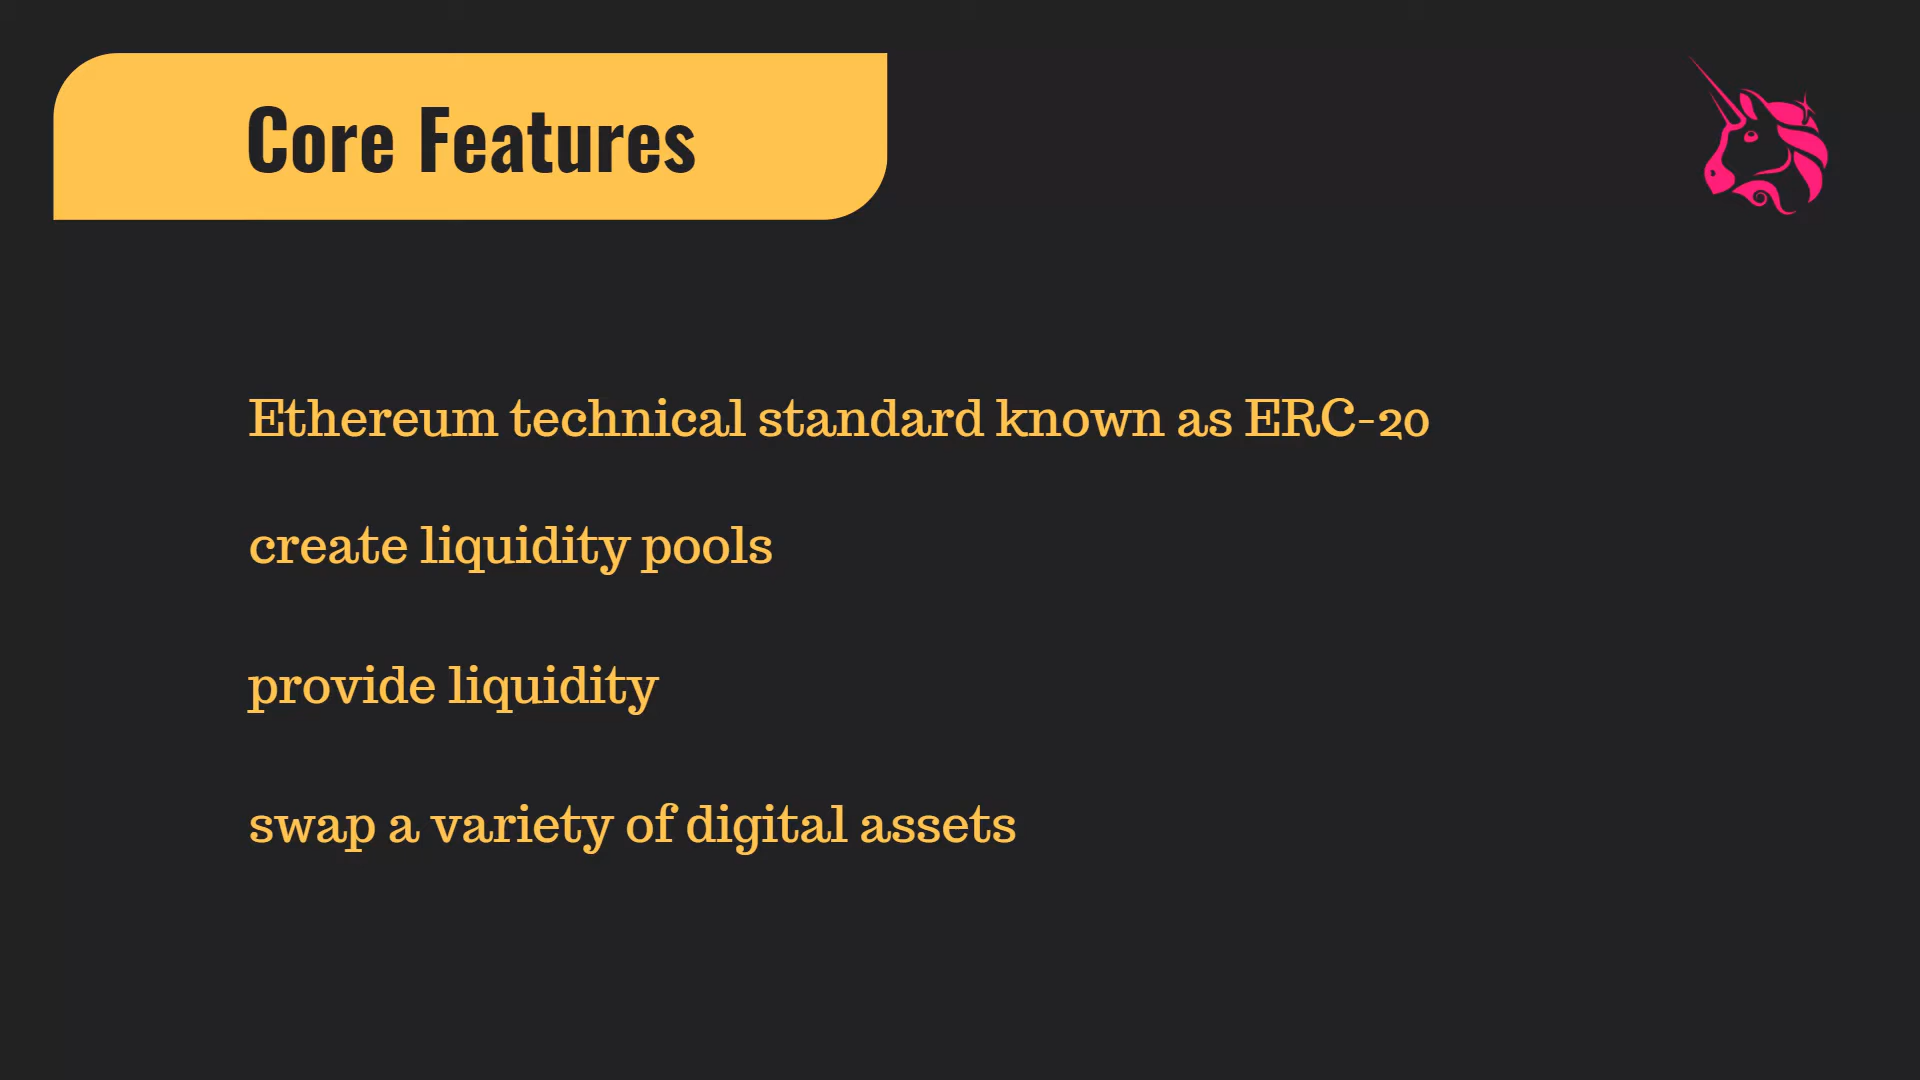 Core Features
Ethereum technical standard known as ERC-20
create liquidity pools
provide liquidity
swap a variety of digital assets